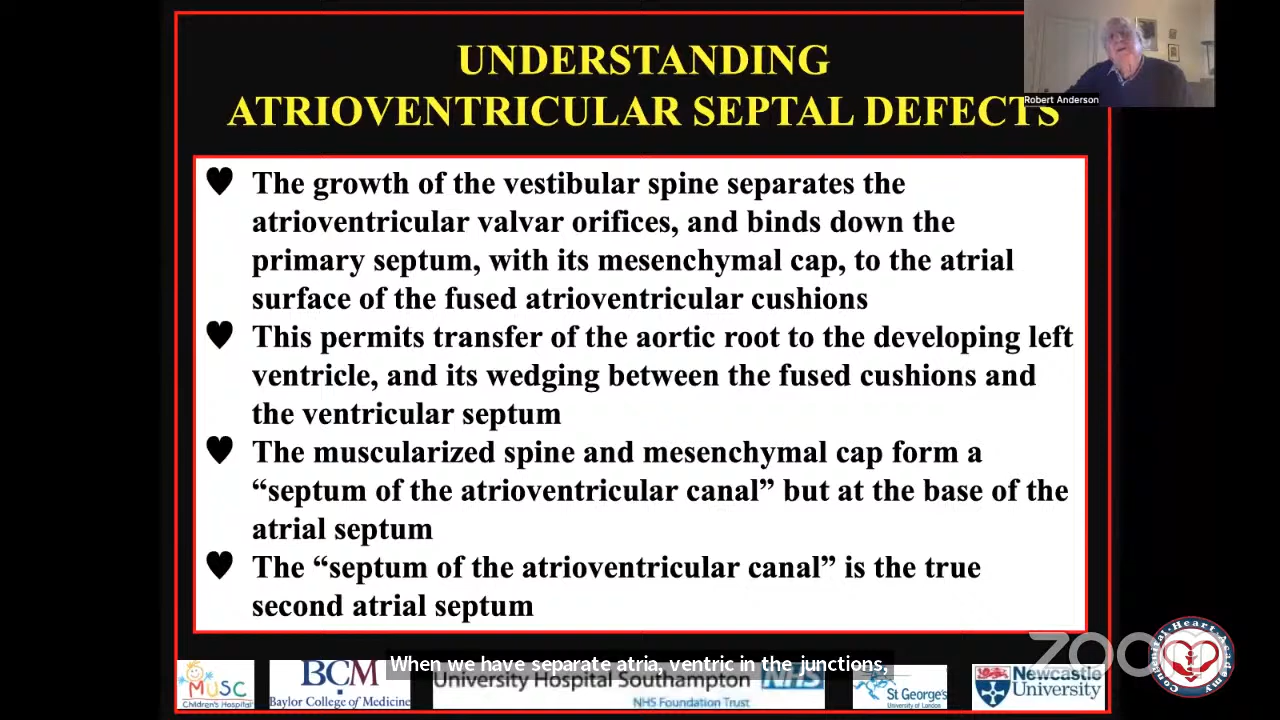 UNDERSTANDING
ATRIOVENTRICULAR SEPTAL DEFECTS
Robert Anderson
♥ The growth of the vestibular spine separates the
atrioventricular valvar orifices, and binds down the
primary septum, with its mesenchymal cap, to the atrial
surface of the fused atrioventricular cushions
♥ This permits transfer of the aortic root to the developing left
ventricle, and its wedging between the fused cushions and
the ventricular septum
♥ The muscularized spine and mesenchymal cap form a
“septum of the atrioventricular canal” but at the base of the
atrial septum
♥ The “septum of the atrioventricular canal” is the true
second atrial septum
When we have separate atria, ventric in the junctions,
zoom
Congenital Heart Academy
MUSC
Children's Hospital
BCM
Baylor College of Medicine
University Hospital Southampton NHS
NHS Foundation Trust
St George's
University of London
Newcastle
University